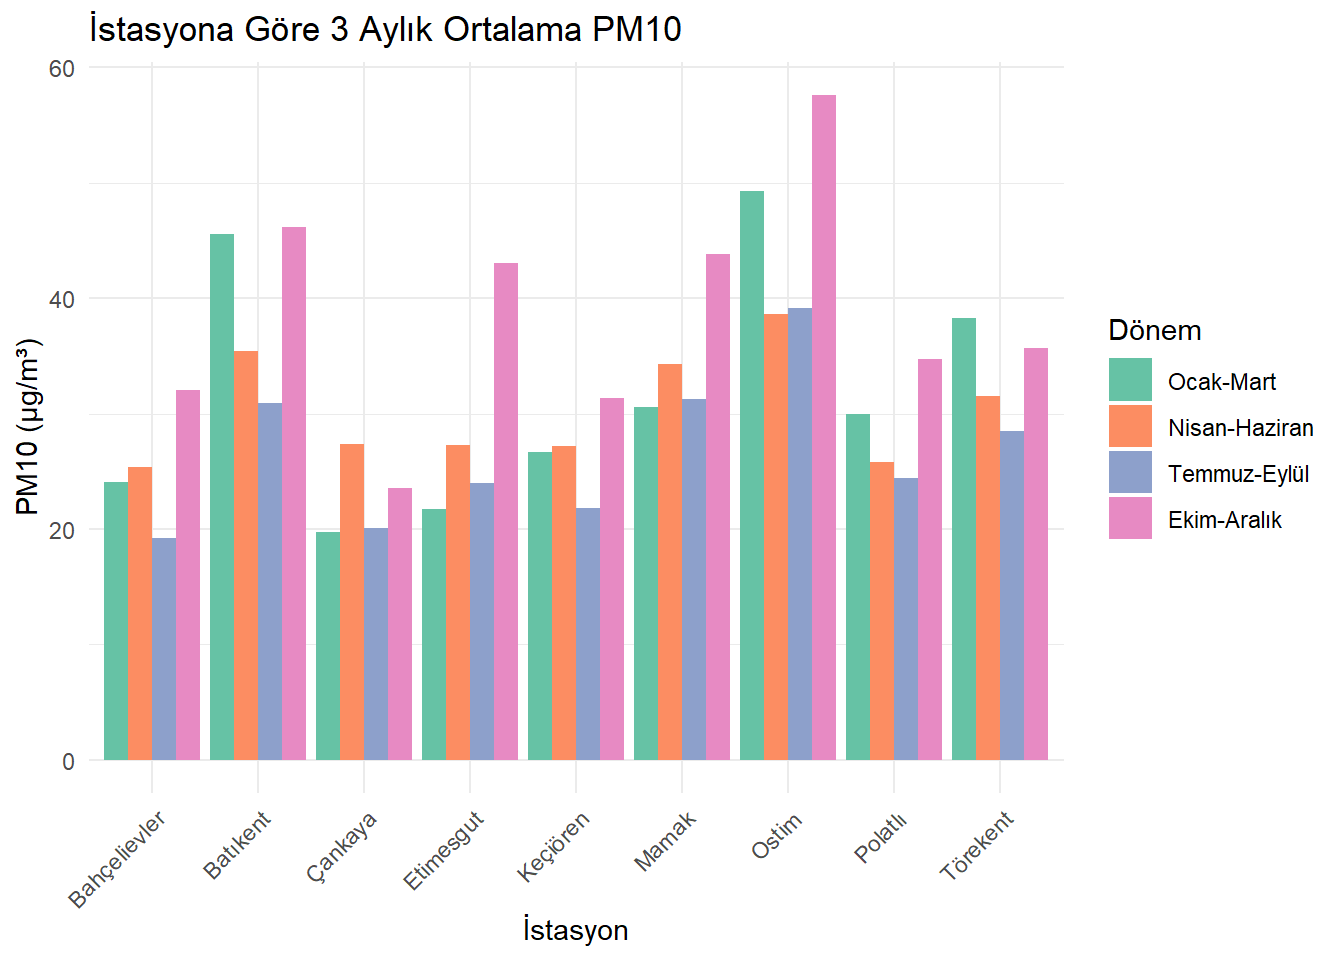 İstasyona Göre 3 Aylık Ortalama PM10
PM10 (µg/m³)
60
40
20
0
Bahçelievler
Batıkent
Çankaya
Etimesgut
Keçiören
Mamak
Ostim
Polatlı
Törekent
İstasyon
Dönem
Ocak-Mart
Nisan-Haziran
Temmuz-Eylül
Ekim-Aralık